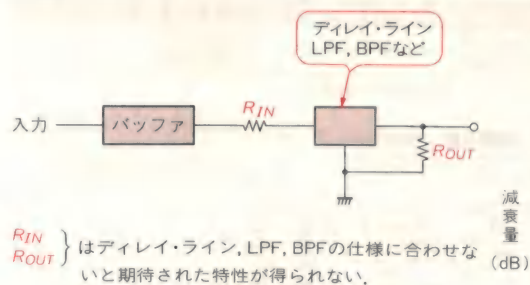 ディレイ・ライン
LPF, BPFなど
入力
バッファ
RIN
ROUT
RIN
ROUT
} はディレイ・ライン, LPF, BPFの仕様に合わせな
いと期待された特性が得られない.
減
衰
量
(dB)